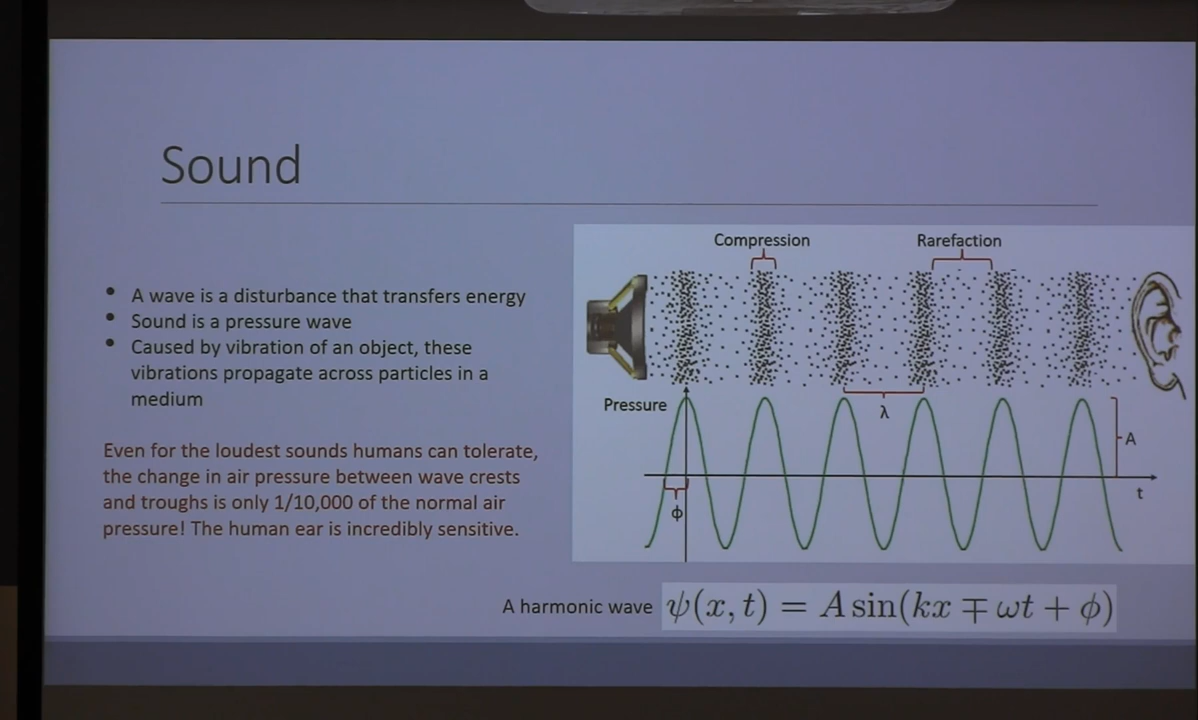 Sound
• A wave is a disturbance that transfers energy
• Sound is a pressure wave
• Caused by vibration of an object, these
vibrations propagate across particles in a
medium
Even for the loudest sounds humans can tolerate,
the change in air pressure between wave crests
and troughs is only 1/10,000 of the normal air
pressure! The human ear is incredibly sensitive.
Compression
Rarefaction
Pressure
λ
A
t
ϕ
A harmonic wave ψ(x, t) = A sin(kx ∓ ωt + ϕ)